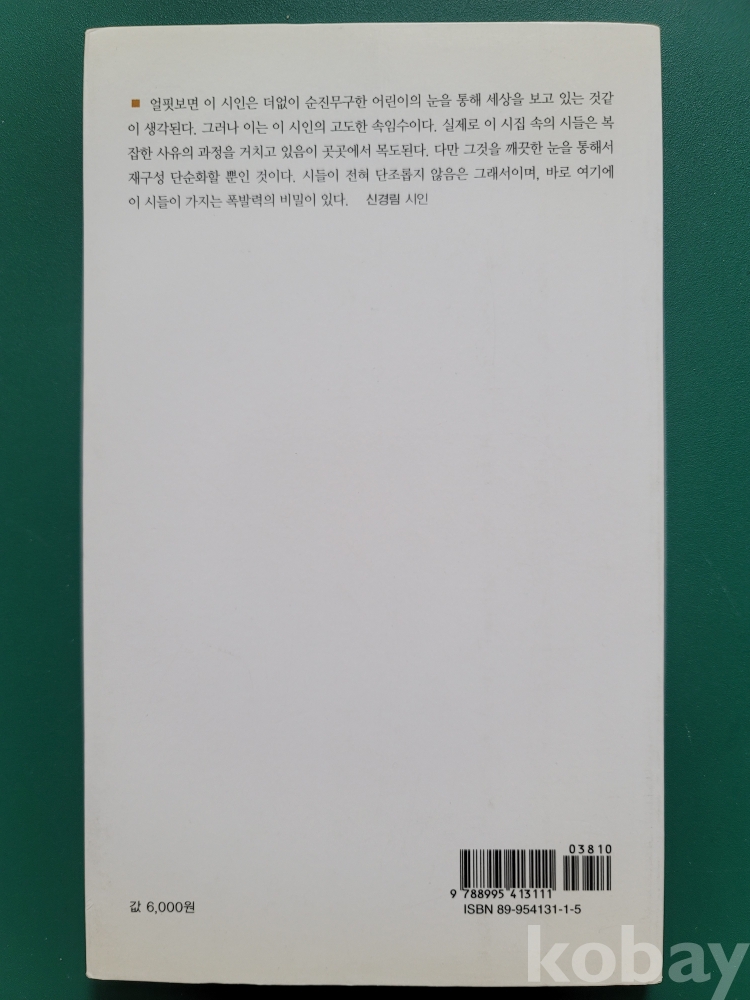 ■ 얼핏보면 이 시인은 더없이 순진무구한 어린이의 눈을 통해 세상을 보고 있는 것같
이 생각된다. 그러나 이는 이 시인의 고도한 속임수이다. 실제로 이 시집 속의 시들은 복
잡한 사유의 과정을 거치고 있음이 곳곳에서 목도된다. 다만 그것을 깨끗한 눈을 통해서
재구성 단순화할 뿐인 것이다. 시들이 전혀 단조롭지 않음은 그래서이며, 바로 여기에
이 시들이 가지는 폭발력의 비밀이 있다. 신경림 시인
03810
9 788995 413111
값 6,000원
ISBN 89-954131-1-5
kobay